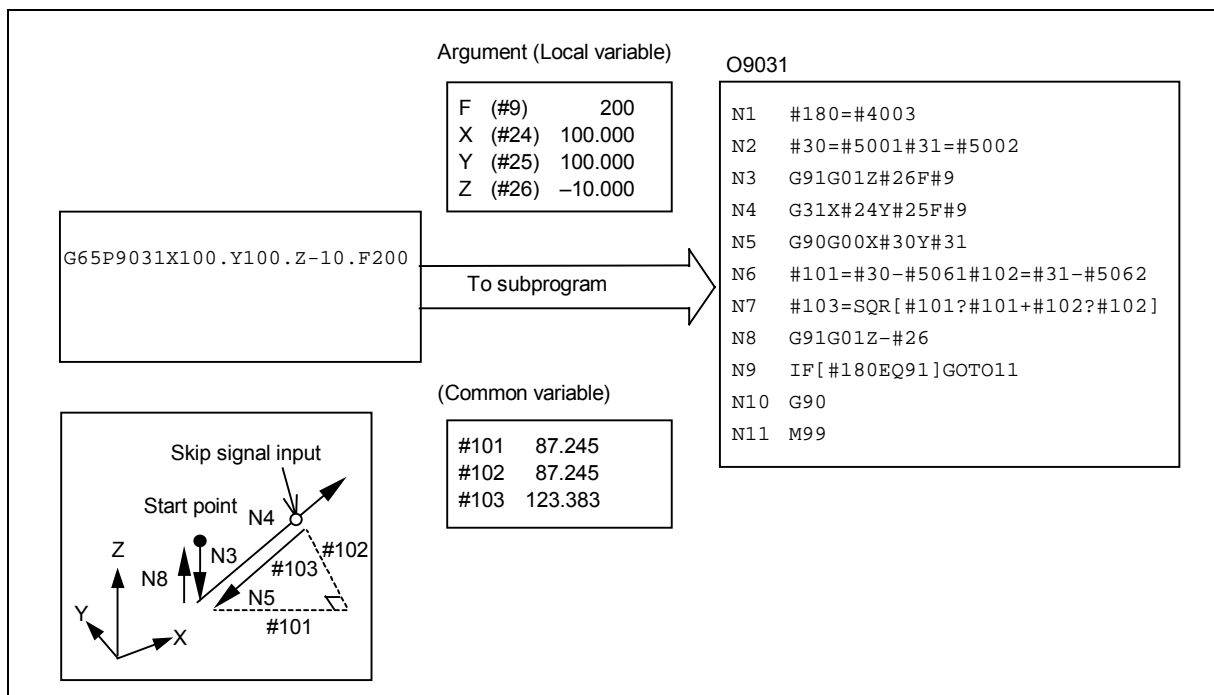 Argument (Local variable)
F (#9) 200
X (#24) 100.000
Y (#25) 100.000
Z (#26) –10.000
G65P9031X100.Y100.Z-10.F200
To subprogram
(Common variable)
#101 87.245
#102 87.245
#103 123.383
O9031
N1 #180=#4003
N2 #30=#5001#31=#5002
N3 G91G01Z#26F#9
N4 G31X#24Y#25F#9
N5 G90G00X#30Y#31
N6 #101=#30–#5061#102=#31–#5062
N7 #103=SQR[#101?#101+#102?#102]
N8 G91G01Z–#26
N9 IF[#180EQ91]GOTO11
N10 G90
N11 M99
Skip signal input
Start point
N4
N3
#102
Z
N8
#103
Y
N5
X
#101